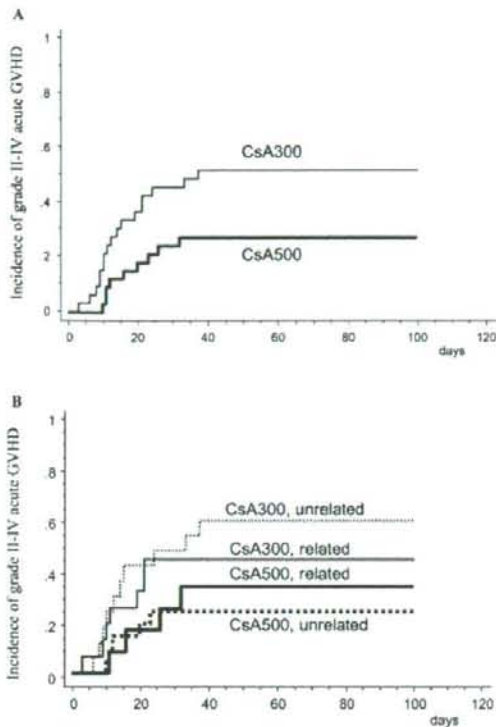 A
Incidence of grade II-IV acute GVHD
1
.8
.6
.4
.2
0
CsA300
CsA500
0 20 40 60 80 100 120
days
B
Incidence of grade II-IV acute GVHD
1
.8
.6
.4
.2
0
CsA300, unrelated
CsA300, related
CsA500, related
CsA500, unrelated
0 20 40 60 80 100 120
days